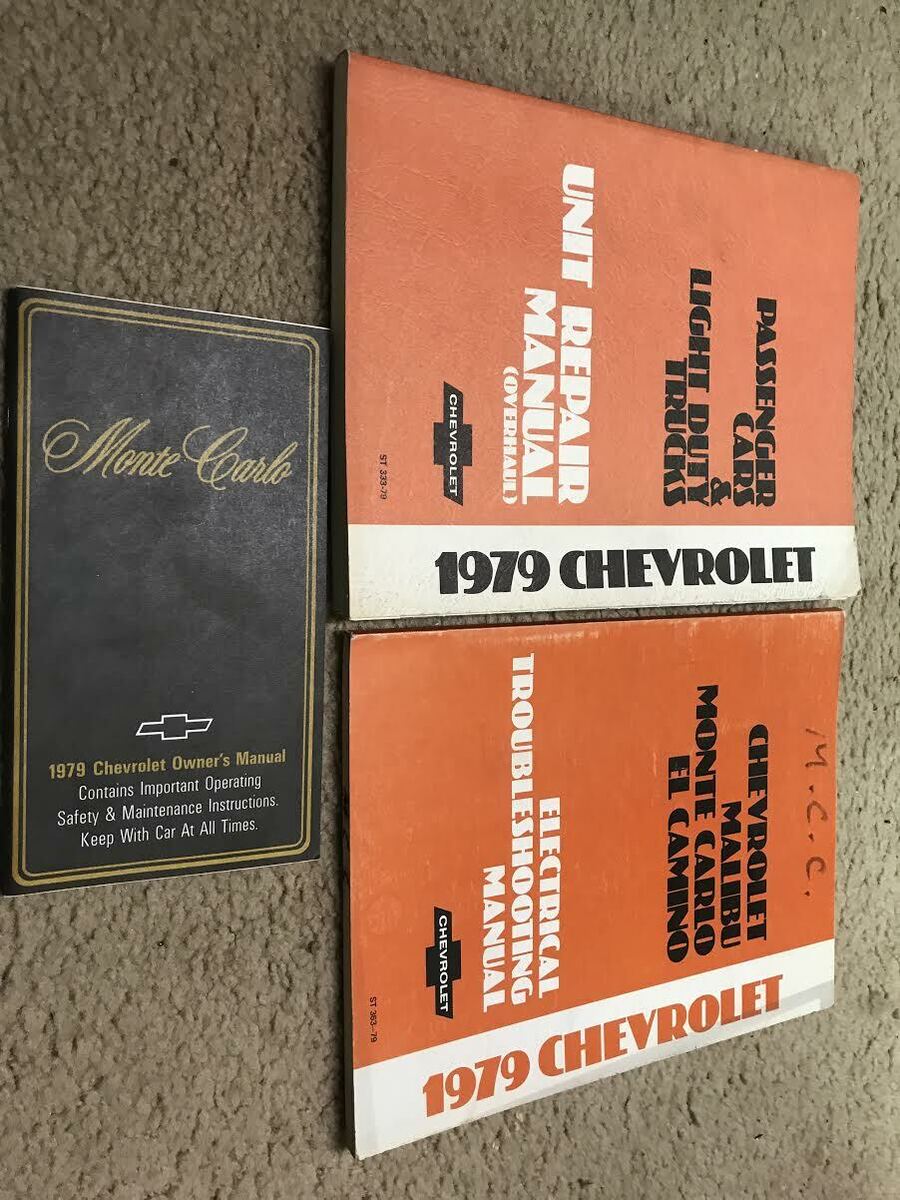 Monte Carlo
1979 Chevrolet Owner's Manual
Contains Important Operating
Safety & Maintenance Instructions.
Keep With Car At All Times.
PASSENGER
CARS
&
LIGHT DUTY
TRUCKS
UNIT REPAIR
MANUAL
(OVERHAUL)
CHEVROLET
ST 333-79
1979 CHEVROLET
M.C.C.
CHEVROLET
MALIBU
MONTE CARLO
EL CAMINO
ELECTRICAL
TROUBLESHOOTING
MANUAL
CHEVROLET
ST 363-79
1979 CHEVROLET